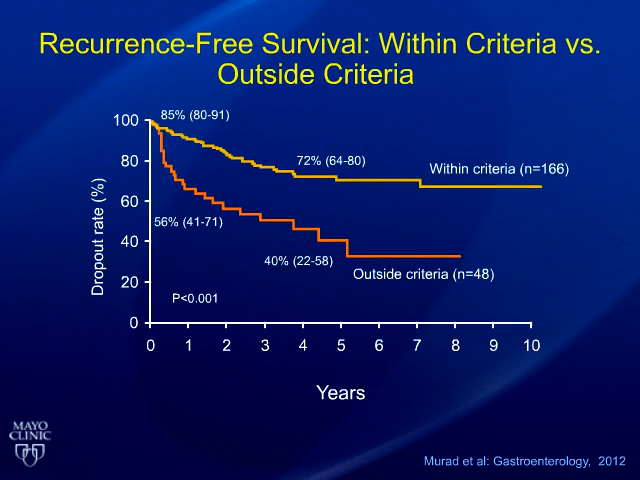 Recurrence-Free Survival: Within Criteria vs.
Outside Criteria
85% (80-91)
72% (64-80)
Within criteria (n=166)
56% (41-71)
40% (22-58)
Outside criteria (n=48)
P<0.001
Dropout rate (%)
100
80
60
40
20
0
0 1 2 3 4 5 6 7 8 9 10
Years
MAYO
CLINIC
Murad et al: Gastroenterology, 2012